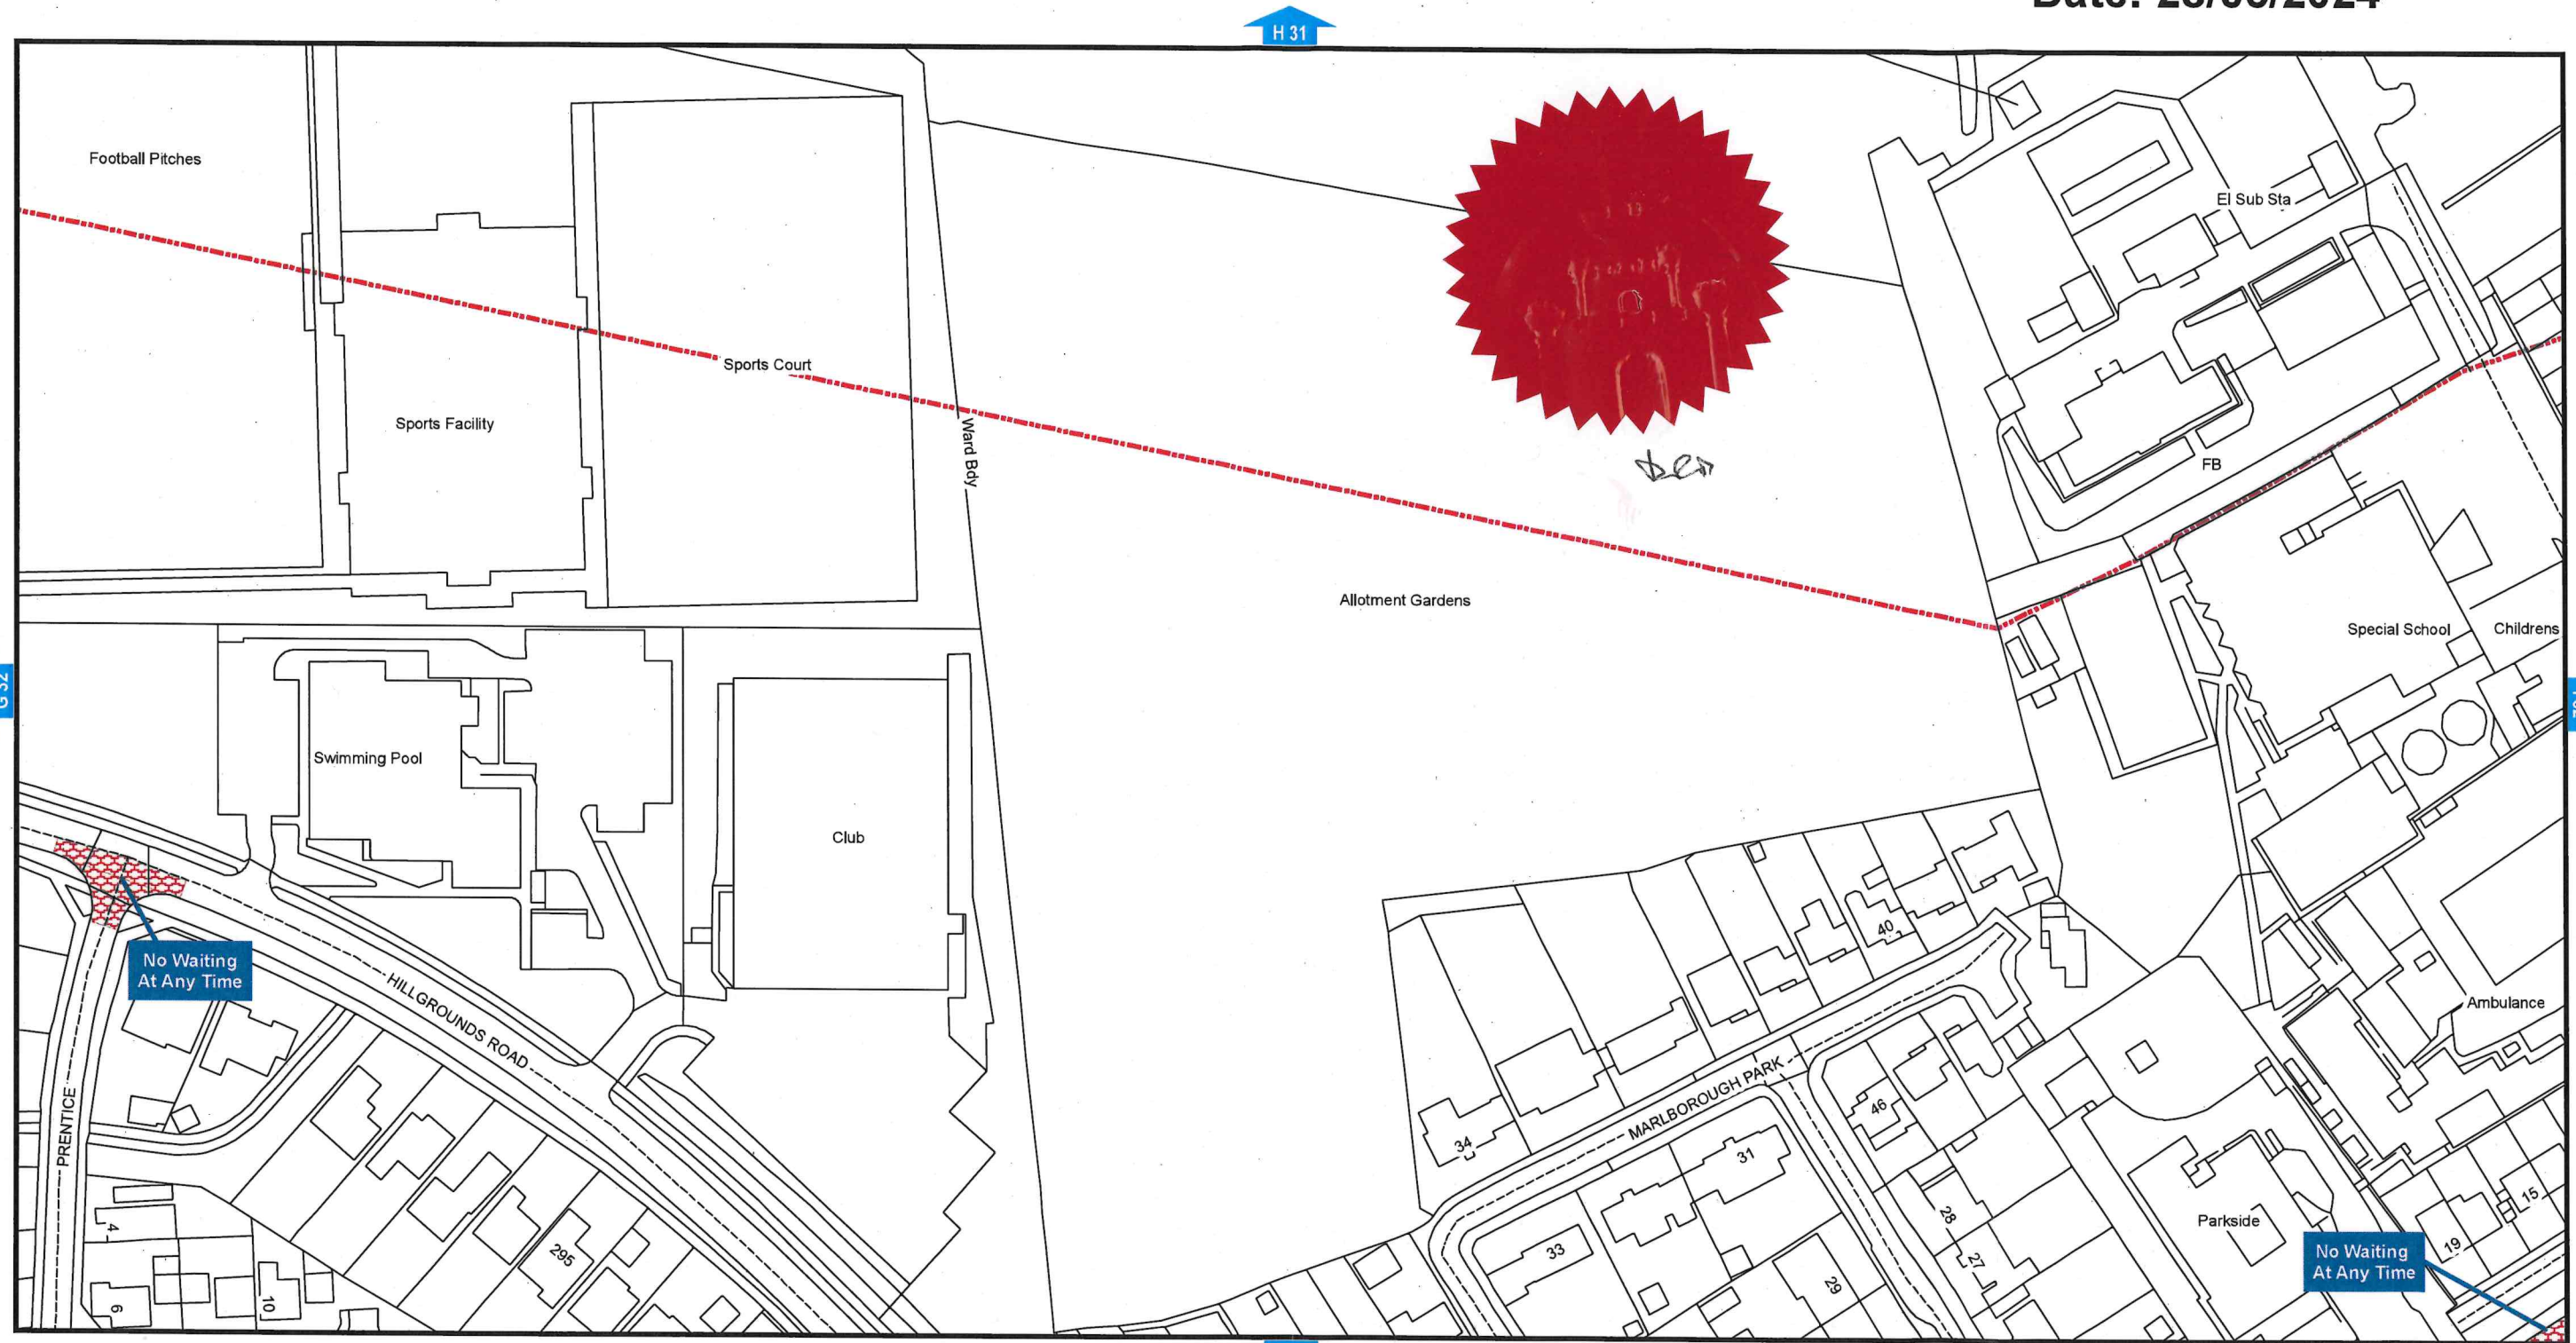 H 31
Football Pitches
El Sub Sta
Sports Court
Sports Facility
Ward Bdy
FB
Allotment Gardens
Special School
Childrens
G 32
Swimming Pool
Club
No Waiting
At Any Time
HILLGROUNDS ROAD
40
Ambulance
PRENTICE
MARLBOROUGH PARK
46
34
31
4
295
33
28
27
29
Parkside
15
19
No Waiting
At Any Time
6
10